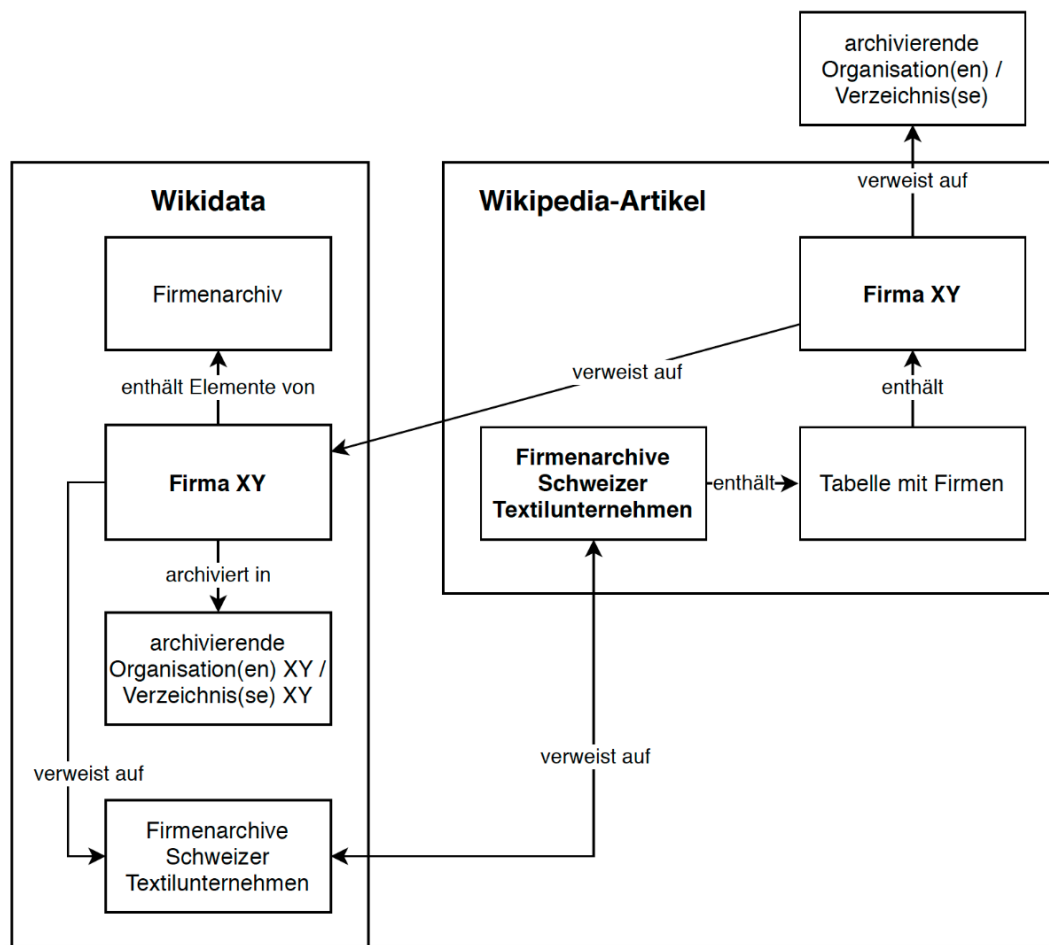 archivierende
Organisation(en) /
Verzeichnis(se)
verweist auf
Wikidata
Firmenarchiv
enthält Elemente von
Firma XY
archiviert in
archivierende
Organisation(en) XY /
Verzeichnis(se) XY
verweist auf
Firmenarchive
Schweizer
Textilunternehmen
Wikipedia-Artikel
Firma XY
verweist auf
enthält
Firmenarchive
Schweizer
Textilunternehmen
enthält
Tabelle mit Firmen
verweist auf